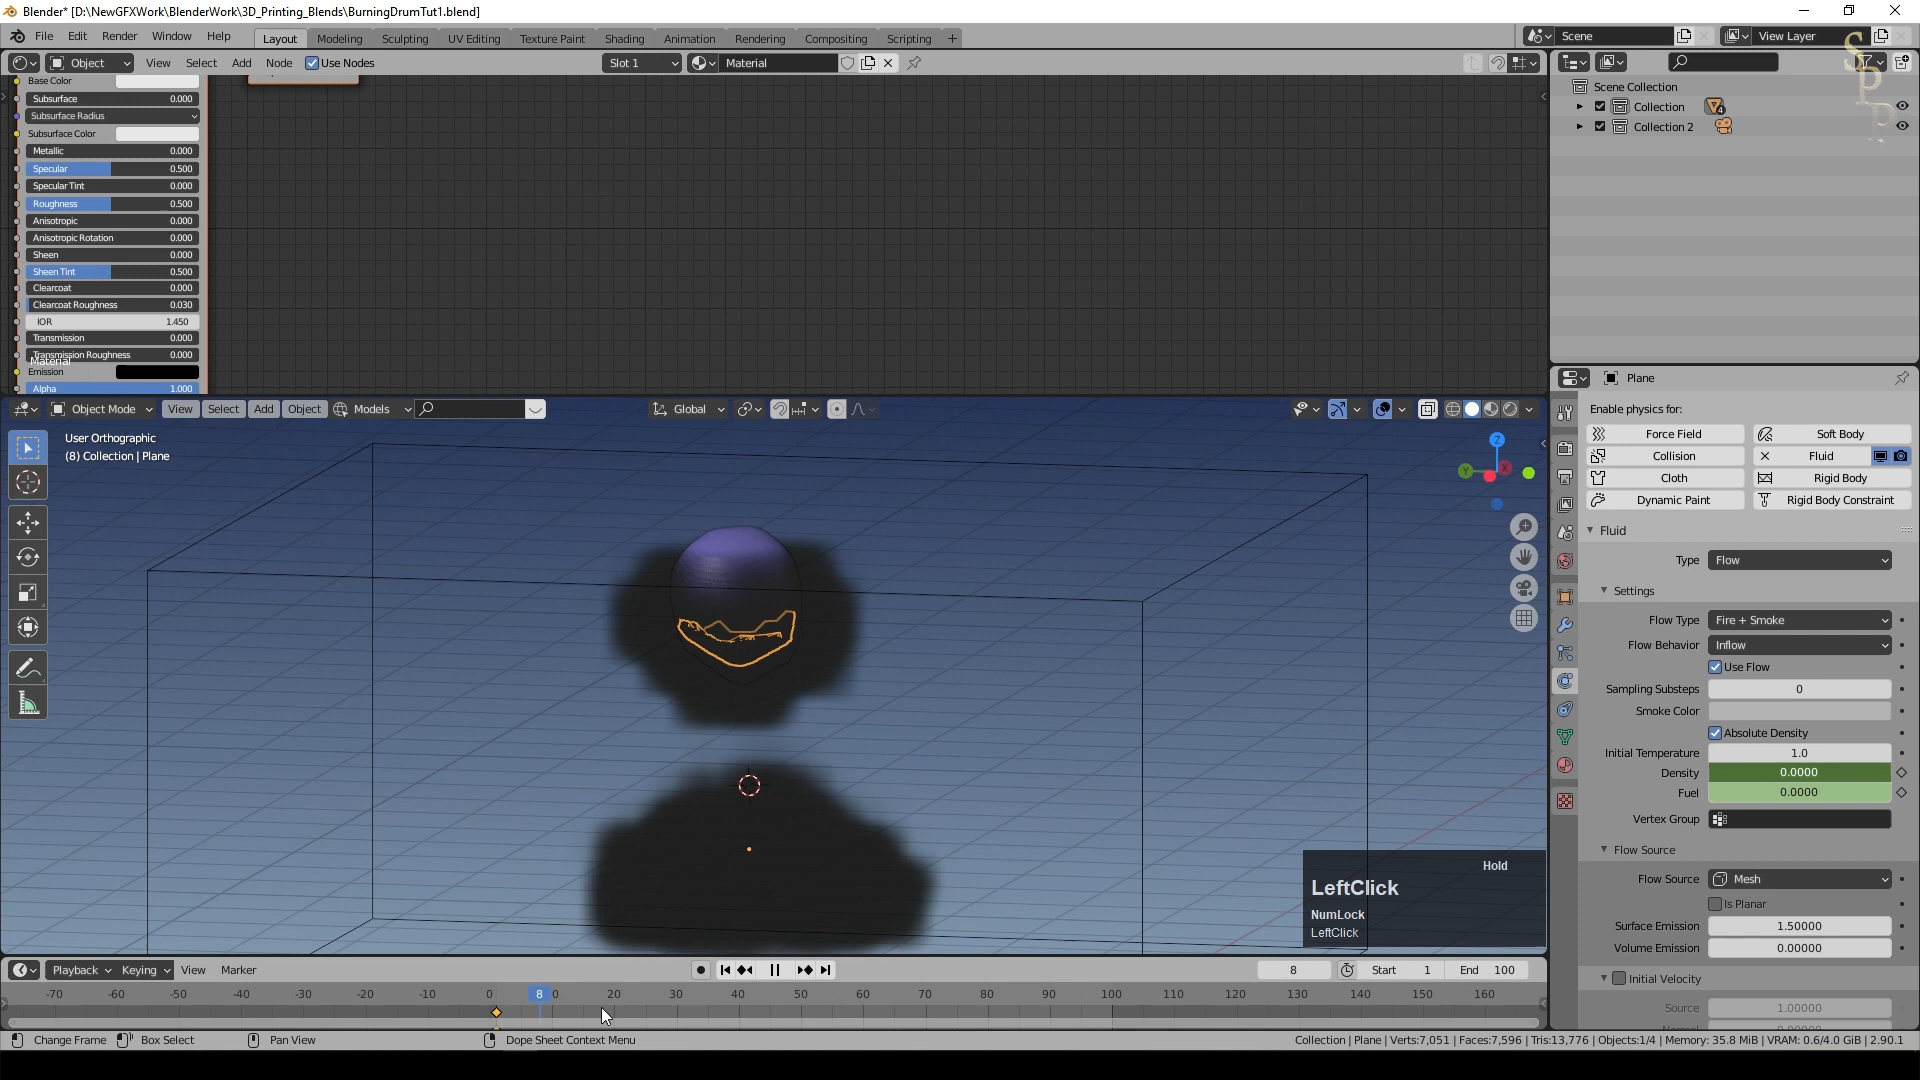 Blender* [D:\NewGFXWork\BlenderWork\3D_Printing_Blends\BurningDrumTut1.blend]
File Edit Render Window Help Layout Modeling Sculpting UV Editing Texture Paint Shading Animation Rendering Compositing Scripting + Scene View Layer
Object View Select Add Node Use Nodes Slot 1 Material
Base Color
Subsurface 0.000
Subsurface Radius
Subsurface Color
Metallic 0.000
Specular 0.500
Specular Tint 0.000
Roughness 0.500
Anisotropic 0.000
Anisotropic Rotation 0.000
Sheen 0.000
Sheen Tint 0.500
Clearcoat 0.000
Clearcoat Roughness 0.030
IOR 1.450
Transmission 0.000
Transmission Roughness 0.000
Material
Emission
Alpha 1.000
Scene Collection
Collection 4
Collection 2
SPR
Object Mode View Select Add Object Models Global
User Orthographic
(8) Collection | Plane
Z
Y X
Hold
LeftClick
NumLock
LeftClick
Plane
Enable physics for:
Force Field Soft Body
Collision Fluid
Cloth Rigid Body
Dynamic Paint Rigid Body Constraint
Fluid
Type Flow
Settings
Flow Type Fire + Smoke
Flow Behavior Inflow
Use Flow
Sampling Substeps 0
Smoke Color
Absolute Density
Initial Temperature 1.0
Density 0.0000
Fuel 0.0000
Vertex Group
Flow Source
Flow Source Mesh
Is Planar
Surface Emission 1.50000
Volume Emission 0.00000
Initial Velocity
Source 1.00000
Playback Keying View Marker 8 Start 1 End 100
-70 -60 -50 -40 -30 -20 -10 0 8 0 20 30 40 50 60 70 80 90 100 110 120 130 140 150 160
Change Frame Box Select Pan View Dope Sheet Context Menu Collection | Plane | Verts:7,051 | Faces:7,596 | Tris:13,776 | Objects:1/4 | Memory: 35.8 MiB | VRAM: 0.6/4.0 GiB | 2.90.1